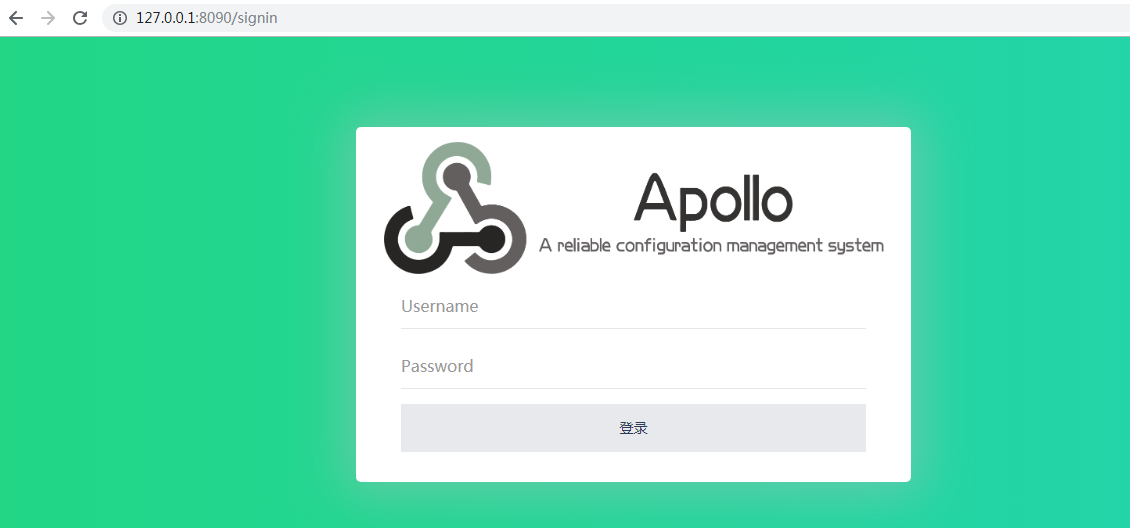 127.0.0.1:8090/signin
Apollo
A reliable configuration management system
Username
Password
登录